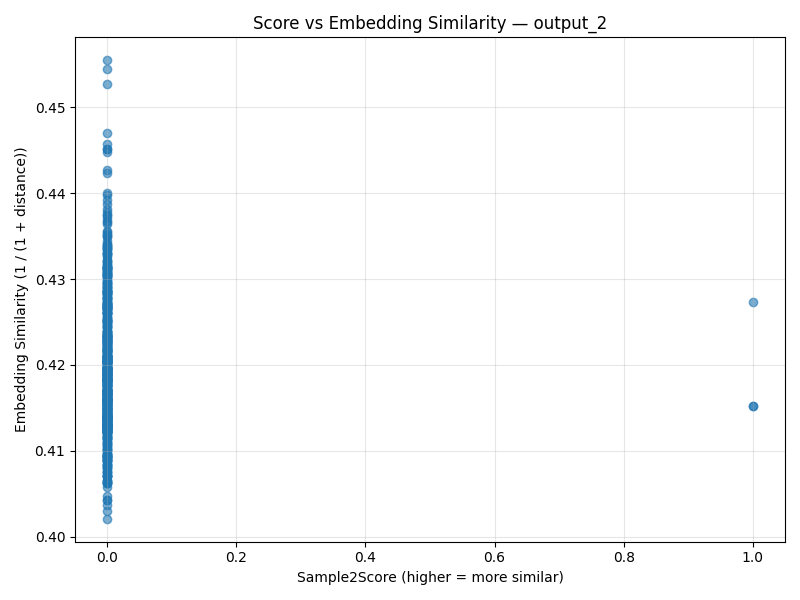 Score vs Embedding Similarity — output_2
Embedding Similarity (1 / (1 + distance))
0.45
0.44
0.43
0.42
0.41
0.40
0.0 0.2 0.4 0.6 0.8 1.0
Sample2Score (higher = more similar)